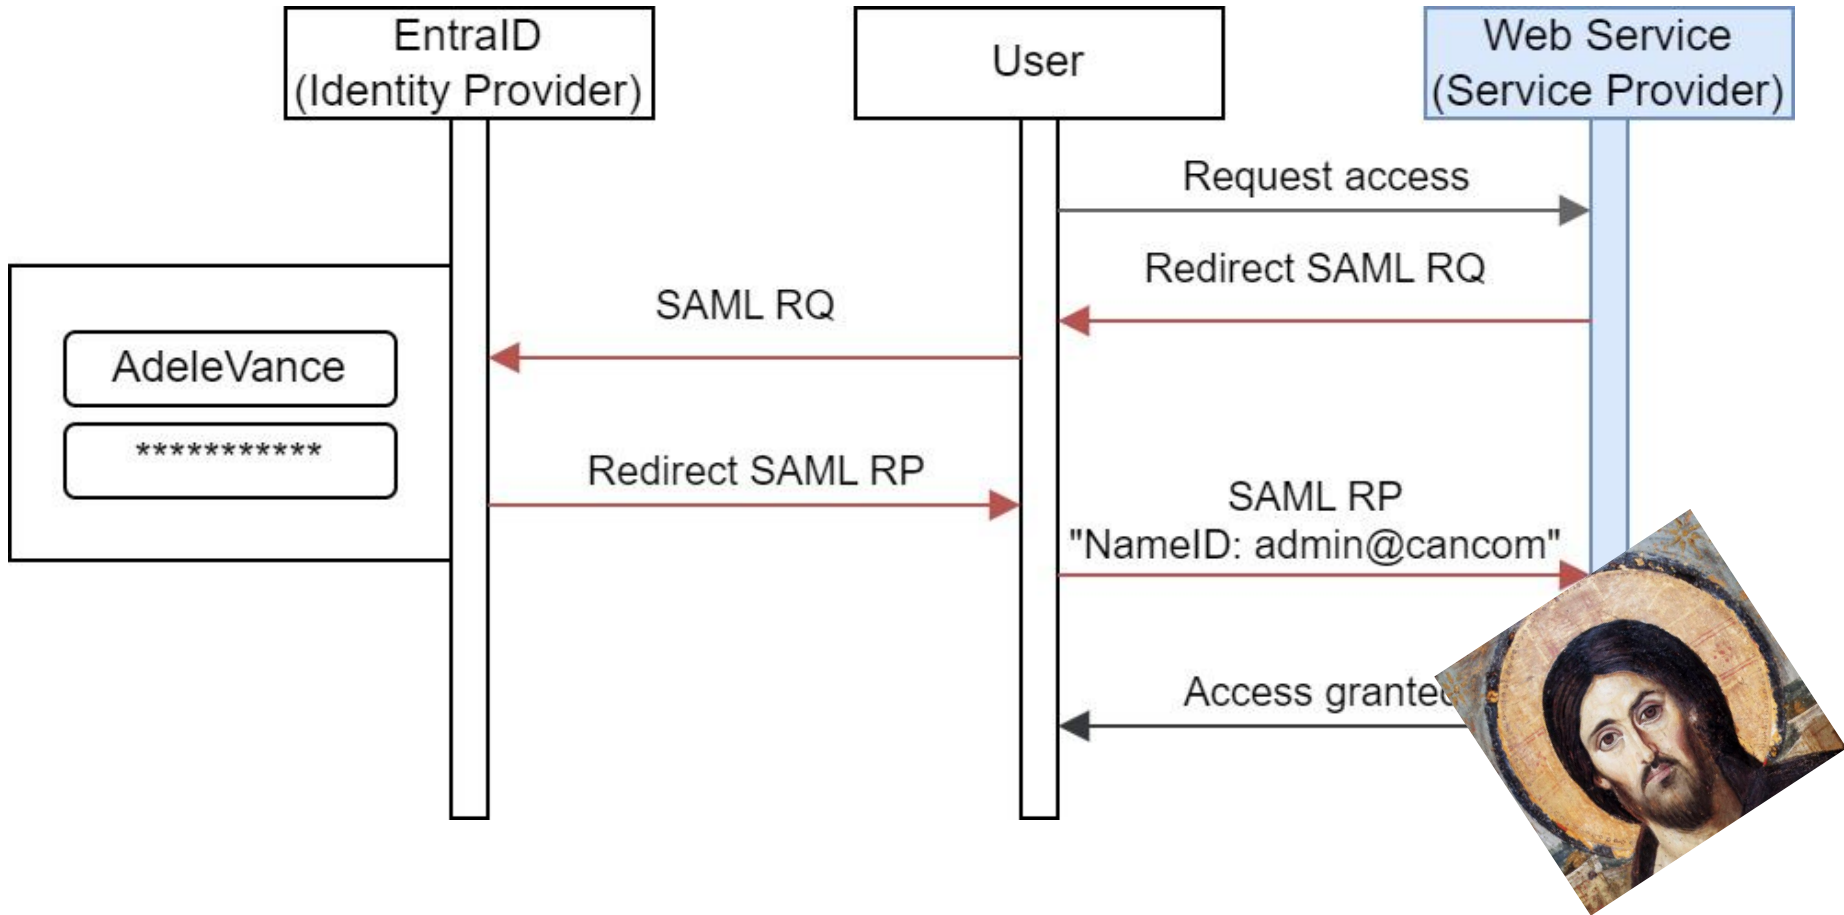 EntraID
(Identity Provider)
User
Web Service
(Service Provider)
Request access
Redirect SAML RQ
SAML RQ
AdeleVance
***********
Redirect SAML RP
SAML RP
"NameID: admin@cancom"
Access